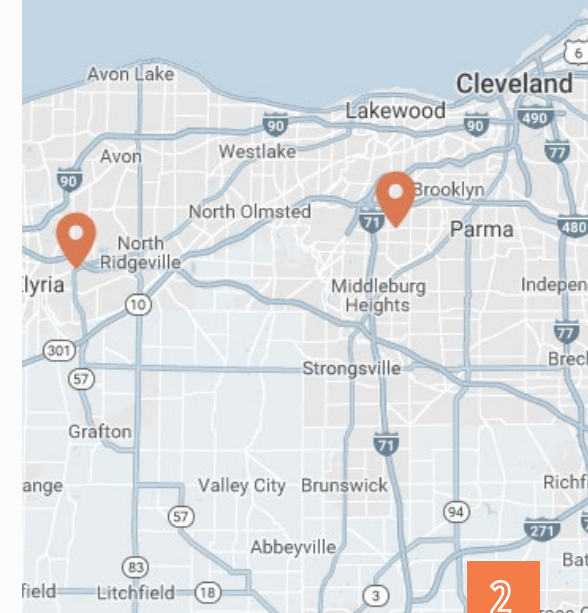 6
Avon Lake
Cleveland
Lakewood
90
90
490
Avon
Westlake
77
90
Brooklyn
North Olmsted
71
Parma
480
North
Ridgeville
lyria
Middleburg
Heights
Indepen
10
77
301
Brec
Strongsville
57
Grafton
71
ange
Valley City
Brunswick
Richf
94
57
271
Abbeyville
Bat
83
field
Litchfield
18
3
2